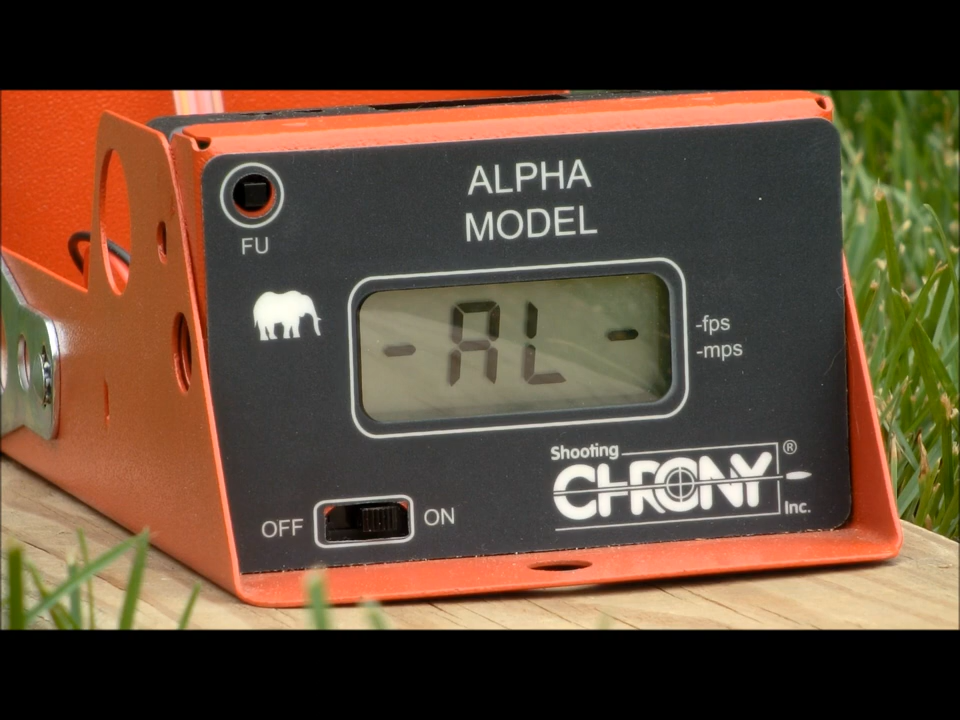 ALPHA
MODEL
FU
- AL -
-fps
-mps
Shooting
CHRONY ®
Inc.
OFF
ON